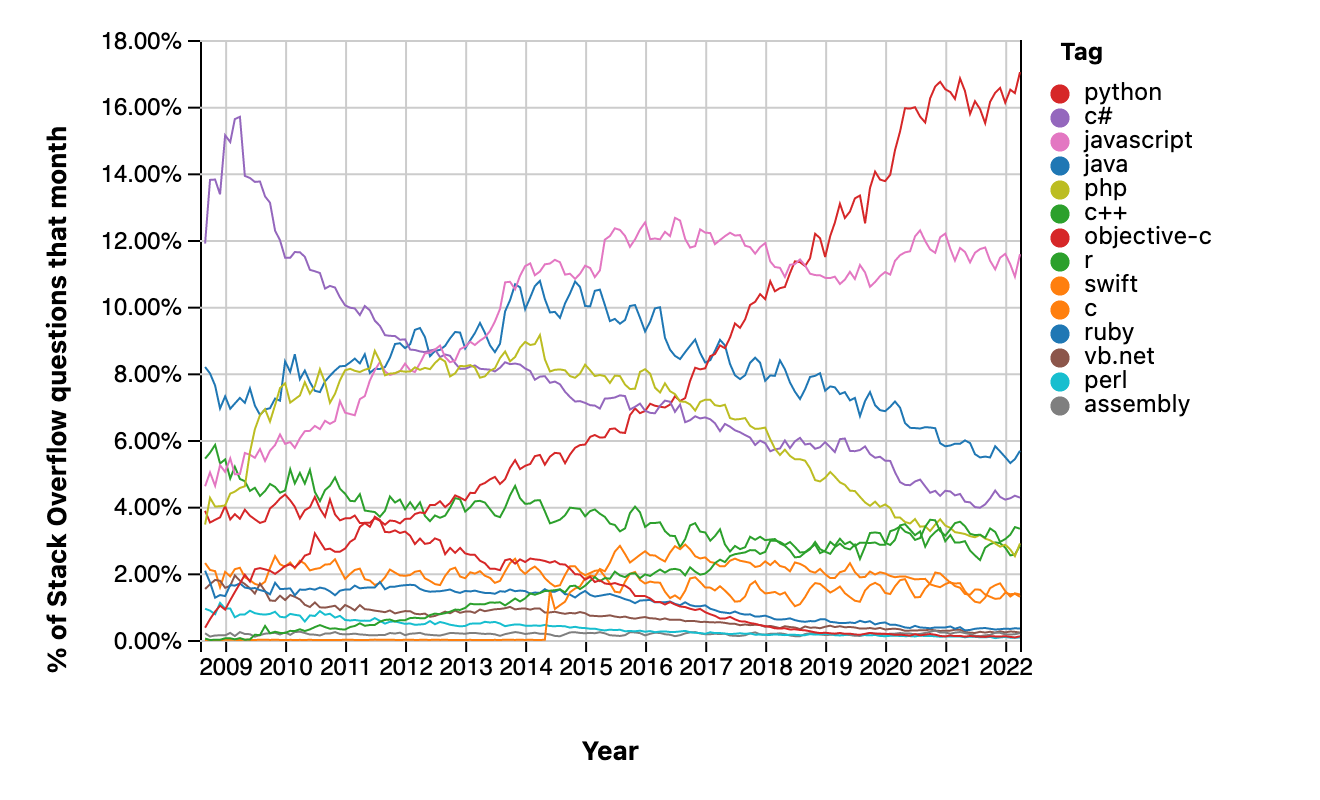 18.00%
16.00%
14.00%
12.00%
10.00%
8.00%
6.00%
4.00%
2.00%
0.00%
% of Stack Overflow questions that month
2009 2010 2011 2012 2013 2014 2015 2016 2017 2018 2019 2020 2021 2022
Year
Tag
python
c#
javascript
java
php
c++
objective-c
r
swift
c
ruby
vb.net
perl
assembly